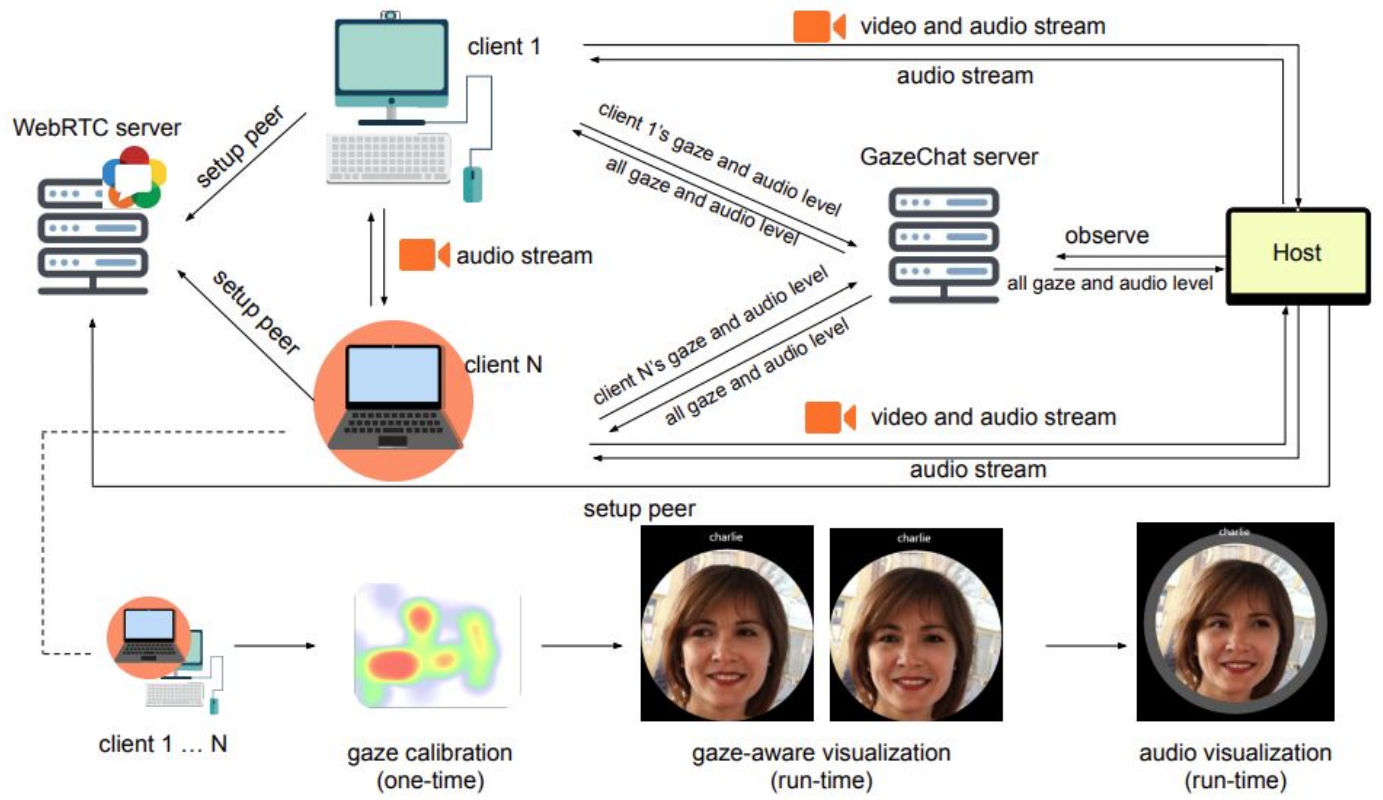 video and audio stream
client 1
audio stream
WebRTC server
setup peer
client 1's gaze and audio level
all gaze and audio level
GazeChat server
observe
Host
all gaze and audio level
audio stream
setup peer
client N
client N's gaze and audio level
all gaze and audio level
video and audio stream
audio stream
setup peer
charlie
charlie
charlie
client 1 … N
gaze calibration
(one-time)
gaze-aware visualization
(run-time)
audio visualization
(run-time)